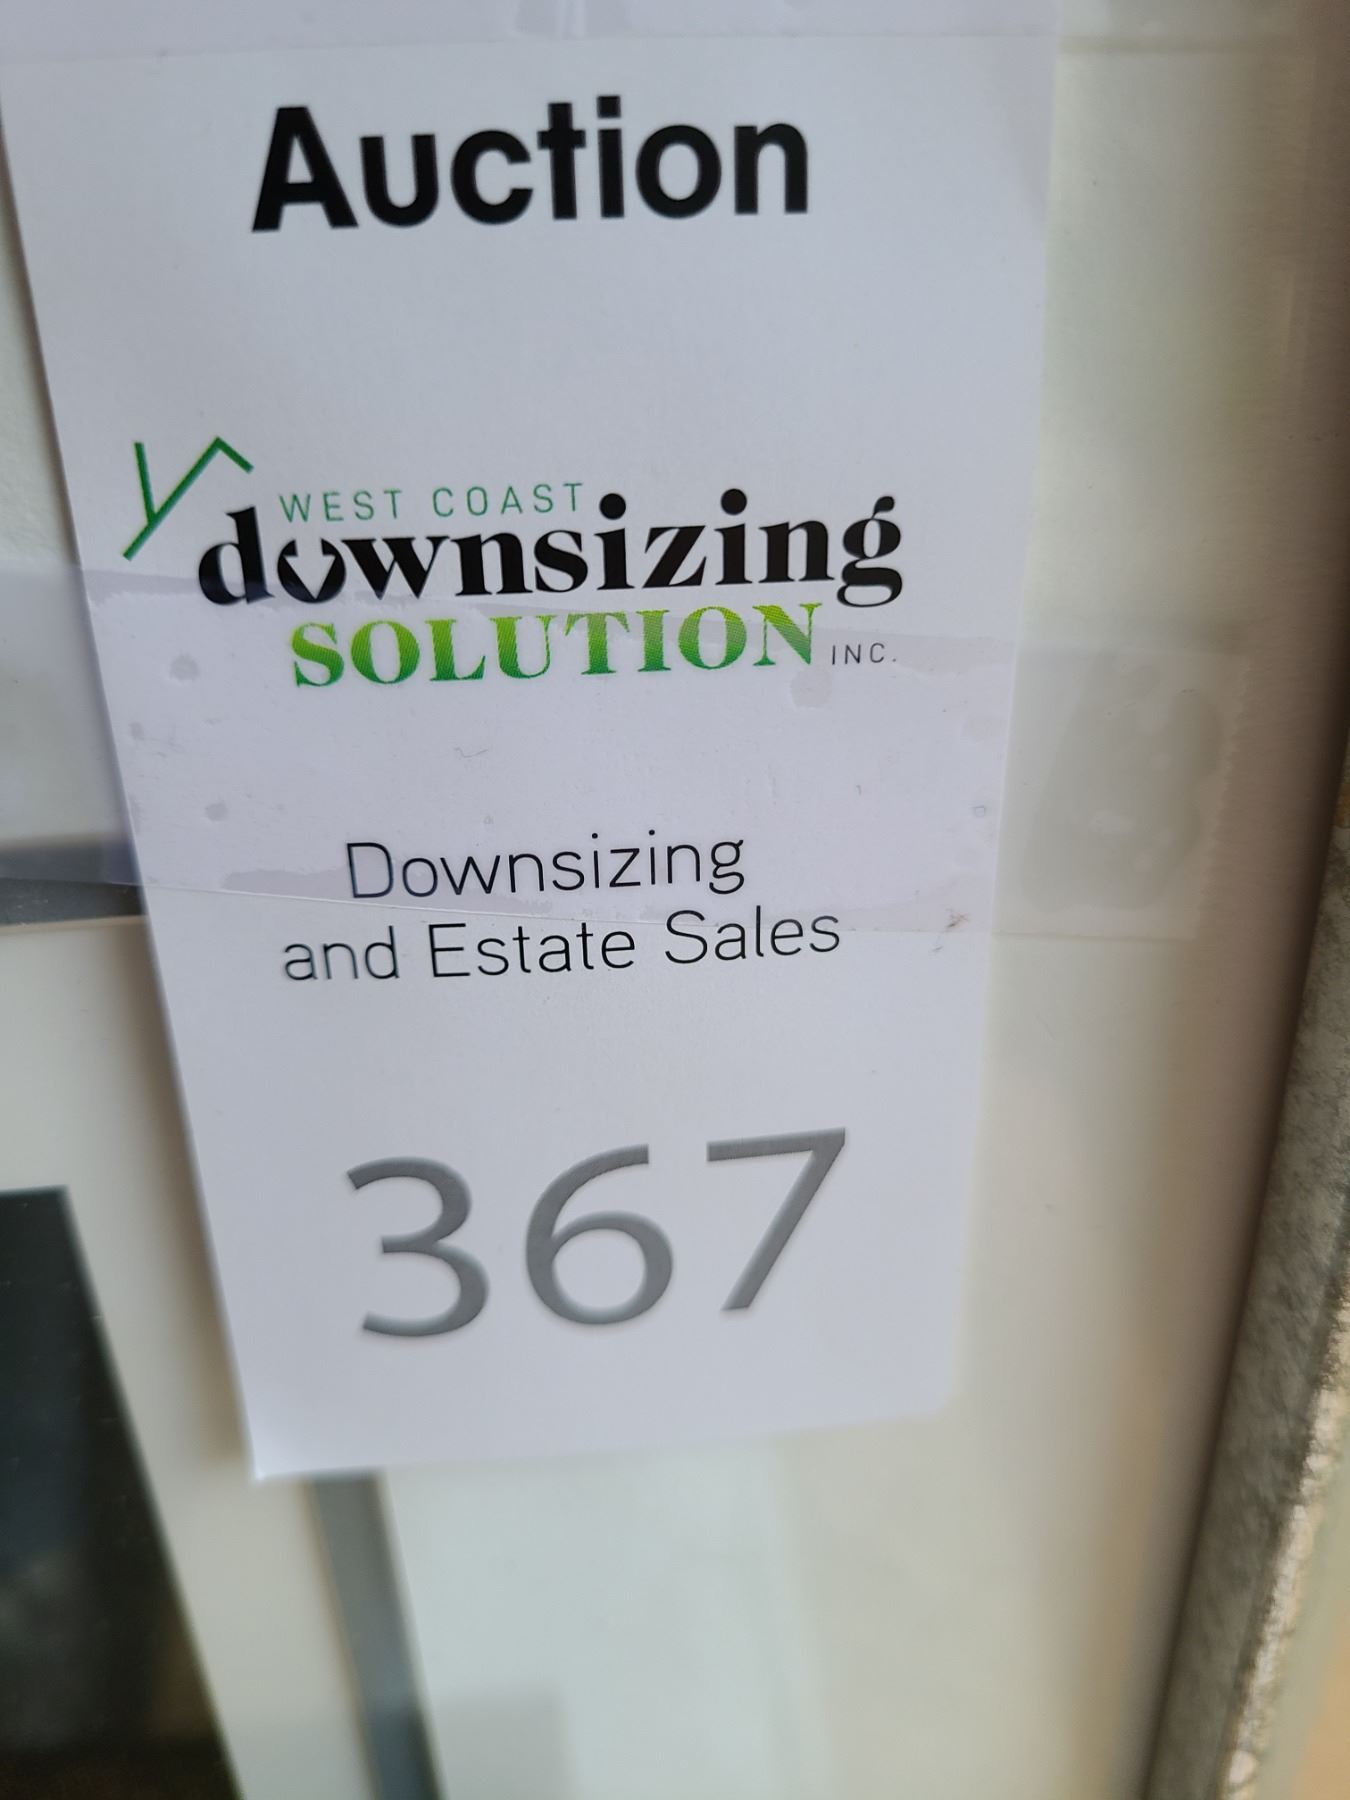 Auction
WEST COAST
downsizing
SOLUTION INC.
Downsizing
and Estate Sales
367